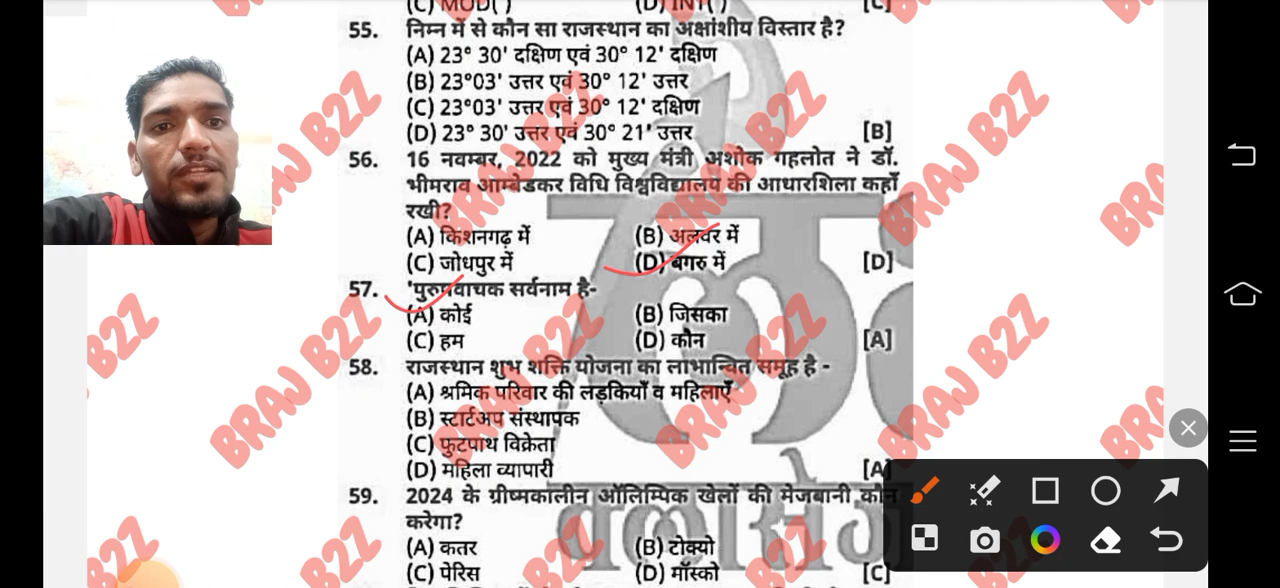 (C) MOD( ) (D) INT( ) [C]
55. निम्न में से कौन सा राजस्थान का अक्षांशीय विस्तार है?
(A) 23° 30' दक्षिण एवं 30° 12' दक्षिण
(B) 23°03' उत्तर एवं 30° 12' उत्तर
(C) 23°03' उत्तर एवं 30° 12' दक्षिण
(D) 23° 30' उत्तर एवं 30° 21' उत्तर [B]
56. 16 नवम्बर, 2022 को मुख्य मंत्री अशोक गहलोत ने डॉ.
भीमराव आम्बेडकर विधि विश्वविद्यालय की आधारशिला कहाँ
रखी?
(A) किशनगढ़ में (B) अलवर में
(C) जोधपुर में (D) बगरु में [D]
57. 'पुरुषवाचक सर्वनाम है-
(A) कोई (B) जिसका
(C) हम (D) कौन [A]
58. राजस्थान शुभ शक्ति योजना का लाभान्वित समूह है -
(A) श्रमिक परिवार की लड़कियाँ व महिलाएँ
(B) स्टार्टअप संस्थापक
(C) फुटपाथ विक्रेता
(D) महिला व्यापारी [A]
59. 2024 के ग्रीष्मकालीन ऑलिम्पिक खेलों की मेजबानी कौन
करेगा?
(A) कतर (B) टोक्यो
(C) पेरिस (D) मॉस्को [C]
BRAJ BZZ